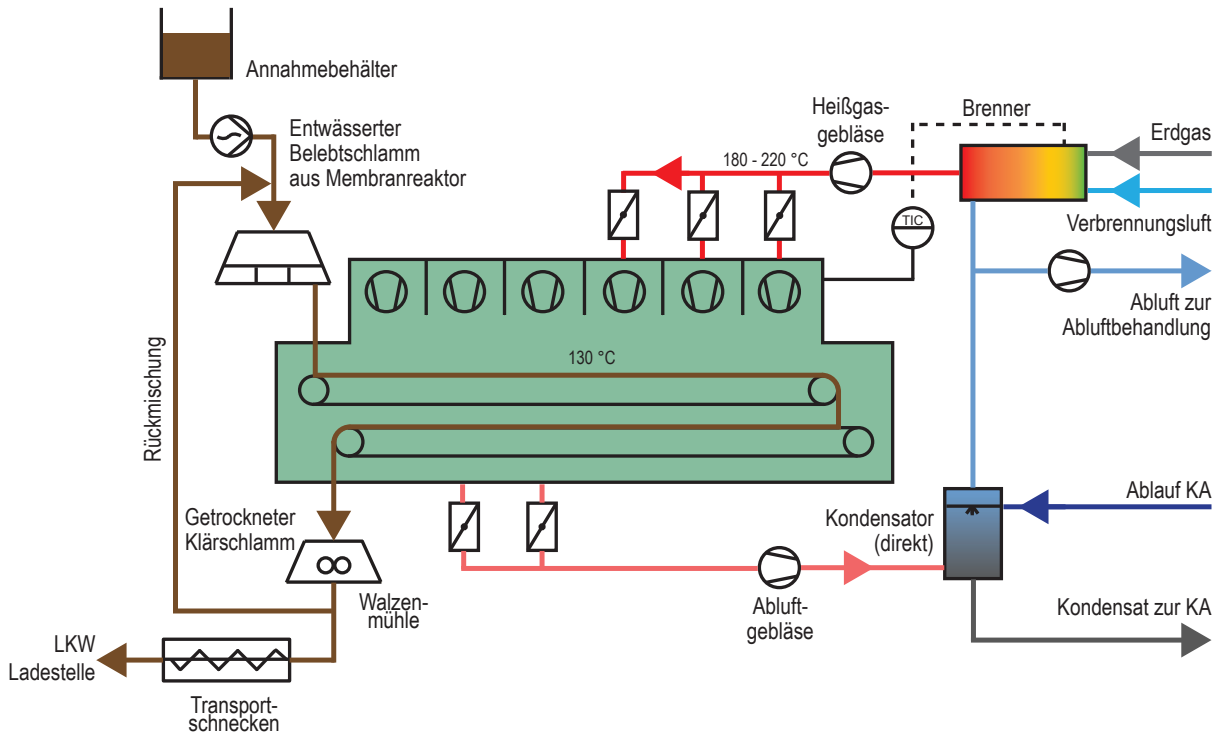 Annahmebehälter
Entwässerter
Belebtschlamm
aus Membranreaktor
Heißgas-
gebläse
Brenner
Erdgas
180 - 220 °C
TIC
Verbrennungsluft
Abluft zur
Abluftbehandlung
130 °C
Rückmischung
Getrockneter
Klärschlamm
Kondensator
(direkt)
Ablauf KA
Walzen-
mühle
Abluft-
gebläse
Kondensat zur KA
LKW
Ladestelle
Transport-
schnecken